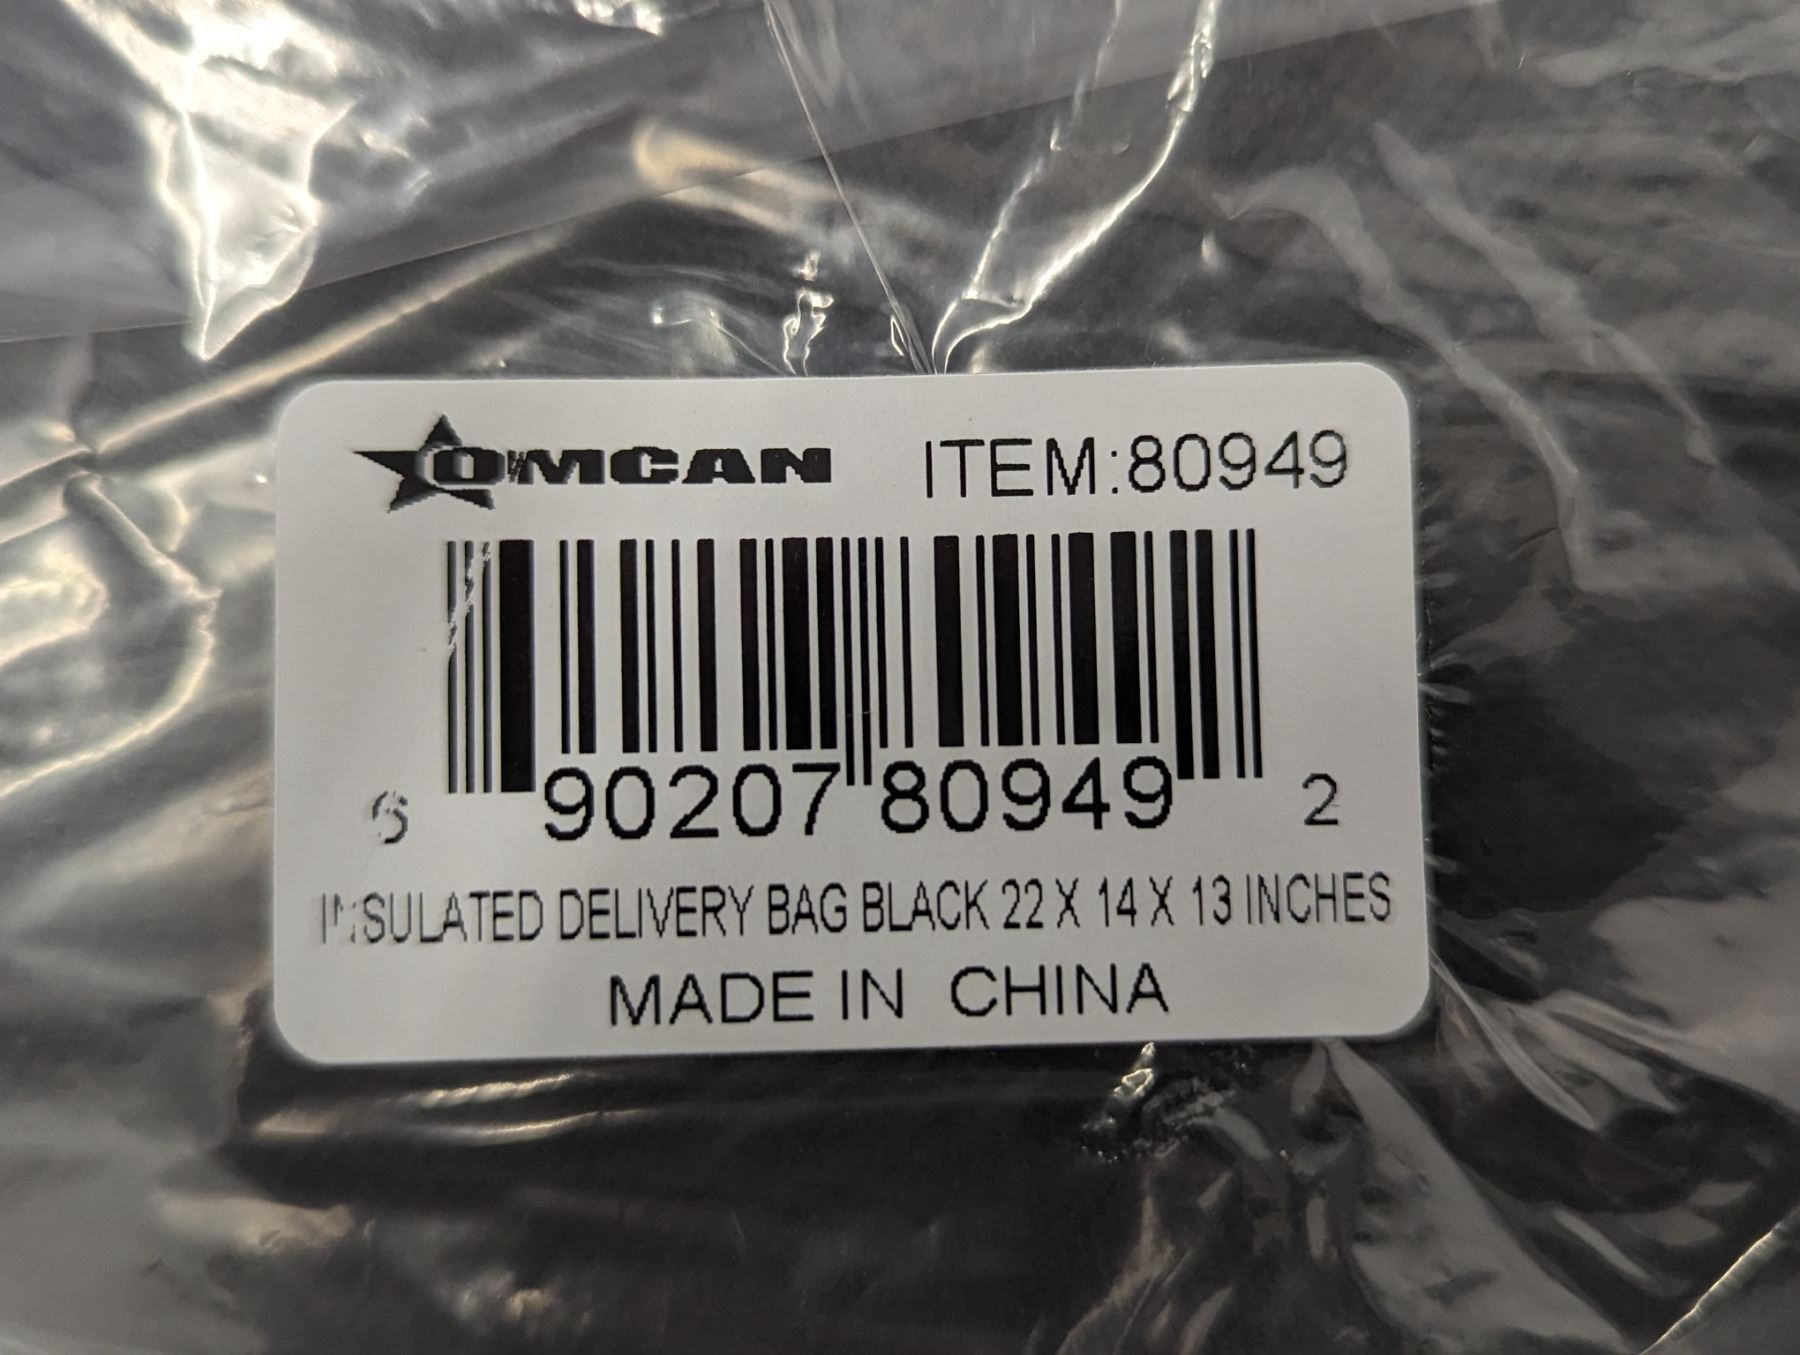 OMCAN ITEM:80949
6 90207 80949 2
INSULATED DELIVERY BAG BLACK 22 X 14 X 13 INCHES
MADE IN CHINA